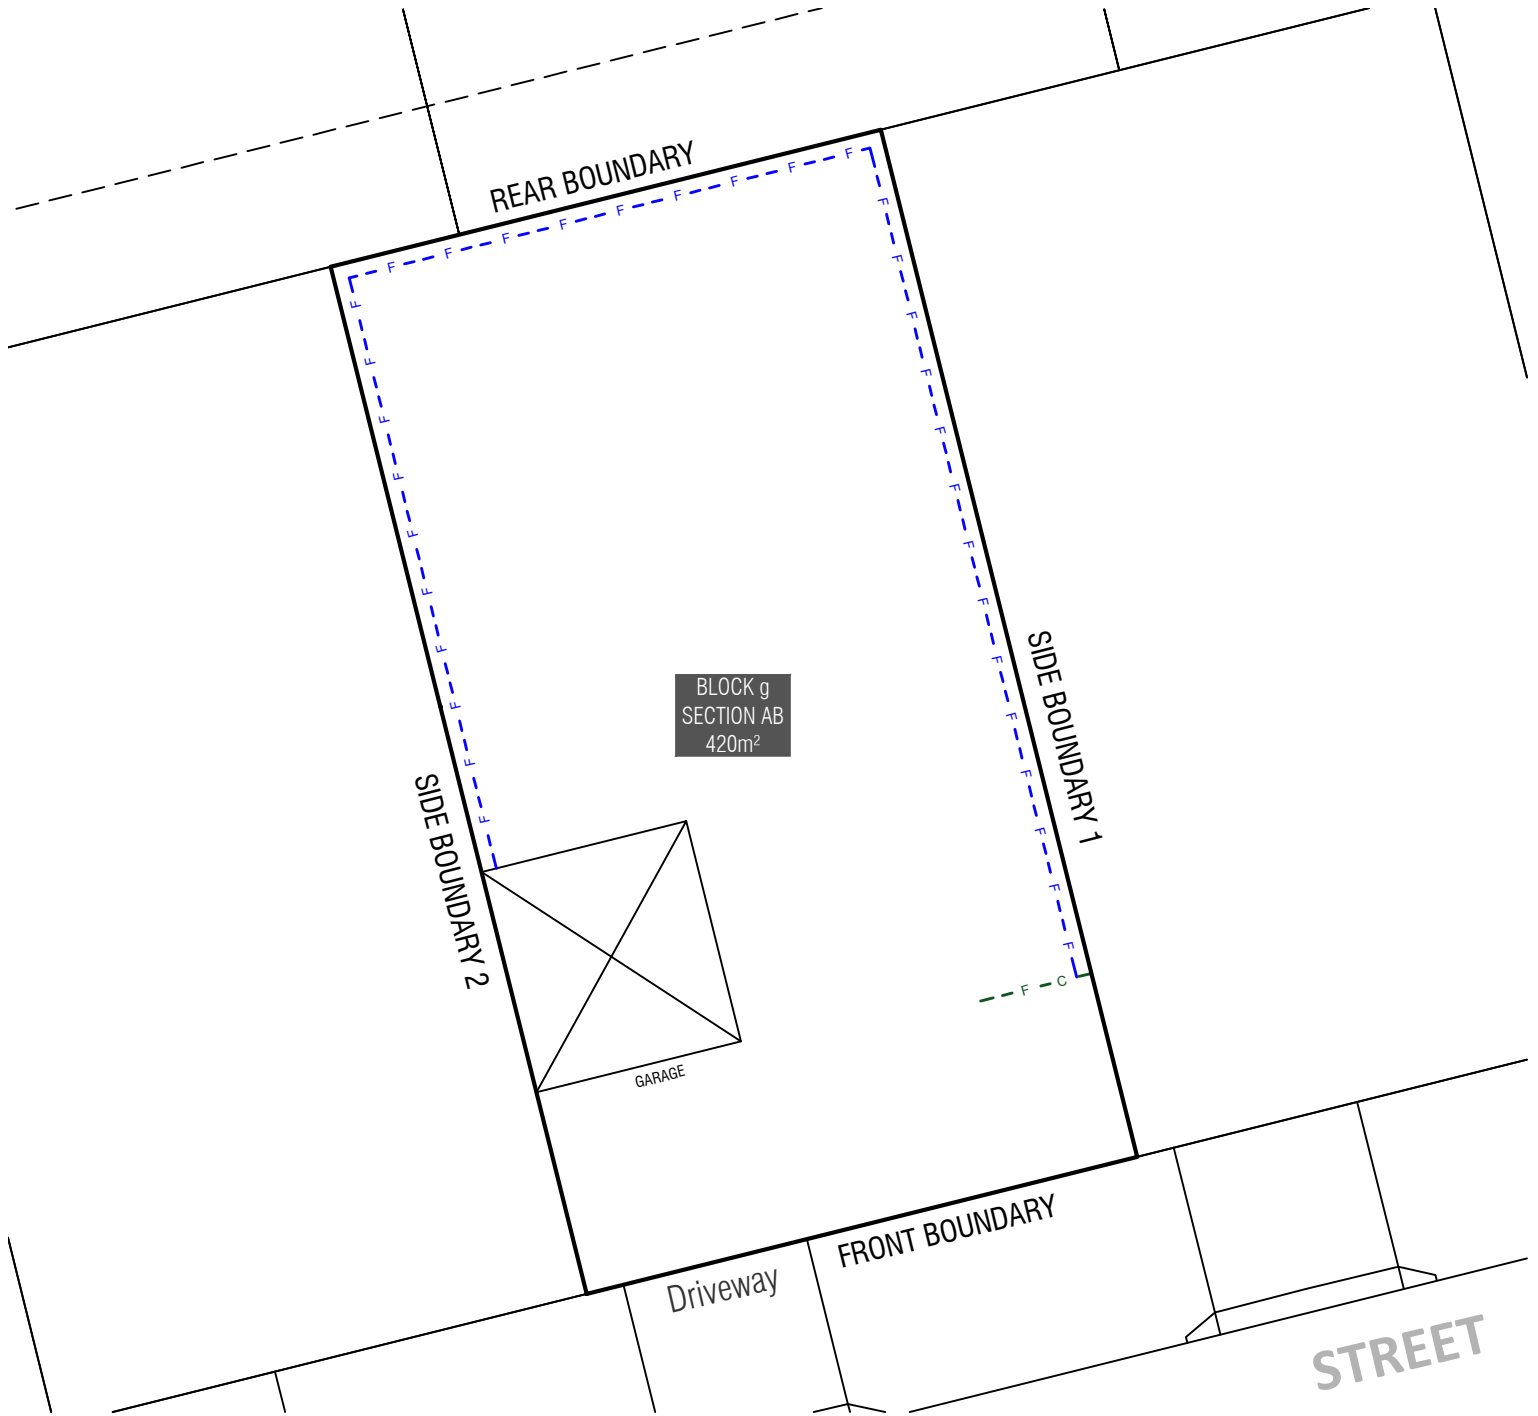 REAR BOUNDARY
F F F F F F F F F
F F F F F F F F F F
F F F F F F F F F F F F F F
SIDE BOUNDARY 1
BLOCK g
SECTION AB
420m²
SIDE BOUNDARY 2
F C
GARAGE
FRONT BOUNDARY
Driveway
STREET